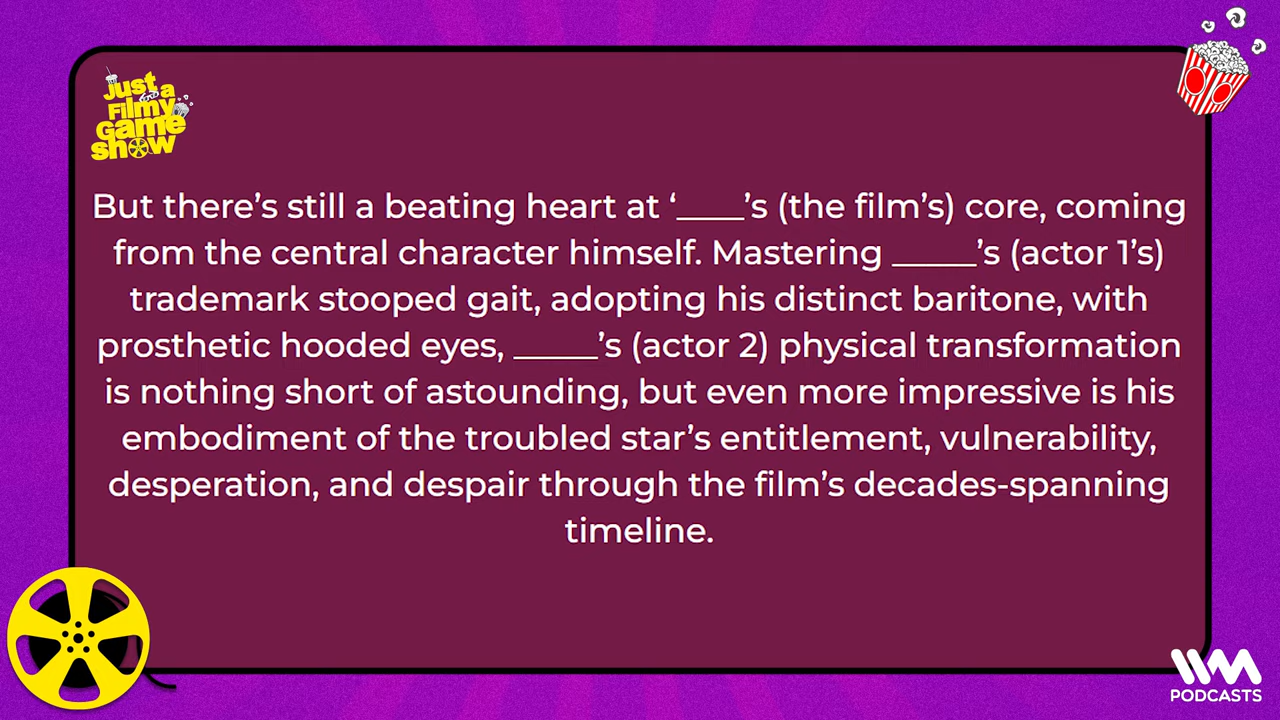 Just a
Filmy
Game
show
But there’s still a beating heart at ‘____’s (the film’s) core, coming
from the central character himself. Mastering _____’s (actor 1’s)
trademark stooped gait, adopting his distinct baritone, with
prosthetic hooded eyes, _____’s (actor 2) physical transformation
is nothing short of astounding, but even more impressive is his
embodiment of the troubled star’s entitlement, vulnerability,
desperation, and despair through the film’s decades-spanning
timeline.
IVM
PODCASTS